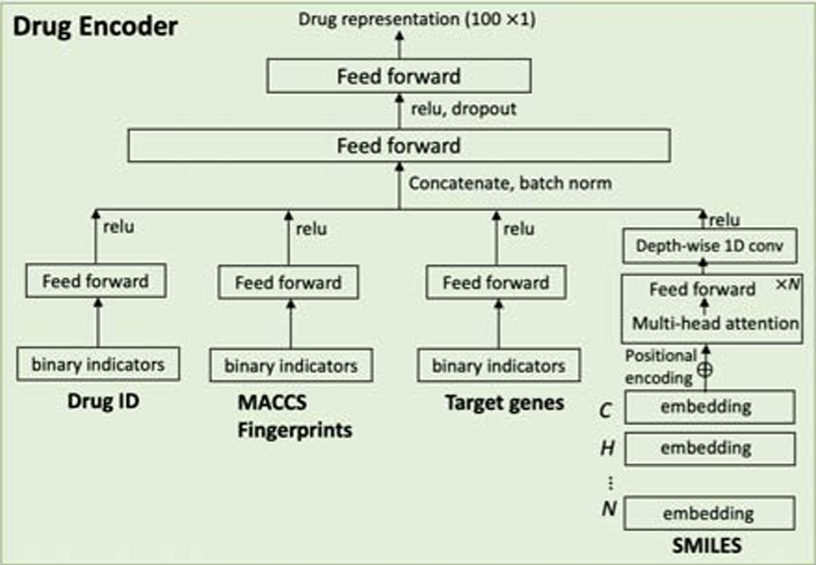 Drug Encoder
Drug representation (100 ×1)
Feed forward
relu, dropout
Feed forward
Concatenate, batch norm
relu
relu
relu
relu
Depth-wise 1D conv
Feed forward
Feed forward
Feed forward
Feed forward
×N
Multi-head attention
binary indicators
binary indicators
binary indicators
Positional
encoding
Drug ID
MACCS
Fingerprints
Target genes
C
embedding
H
embedding
⋮
N
embedding
SMILES